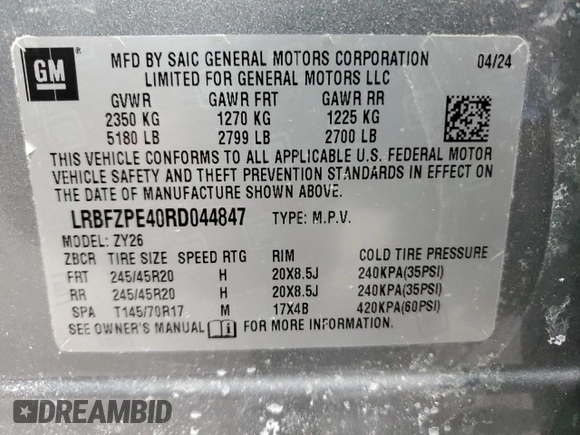 GM
MFD BY SAIC GENERAL MOTORS CORPORATION 04/24
LIMITED FOR GENERAL MOTORS LLC
GVWR GAWR FRT GAWR RR
2350 KG 1270 KG 1225 KG
5180 LB 2799 LB 2700 LB
THIS VEHICLE CONFORMS TO ALL APPLICABLE U.S. FEDERAL MOTOR
VEHICLE SAFETY AND THEFT PREVENTION STANDARDS IN EFFECT ON
THE DATE OF MANUFACTURE SHOWN ABOVE.
LRBFZPE40RD044847 TYPE: M.P.V.
MODEL: ZY26
ZBCR TIRE SIZE SPEED RTG RIM COLD TIRE PRESSURE
FRT 245/45R20 H 20X8.5J 240KPA(35PSI)
RR 245/45R20 H 20X8.5J 240KPA(35PSI)
SPA T145/70R17 M 17X4B 420KPA(60PSI)
SEE OWNER'S MANUAL FOR MORE INFORMATION.
DREAMBID